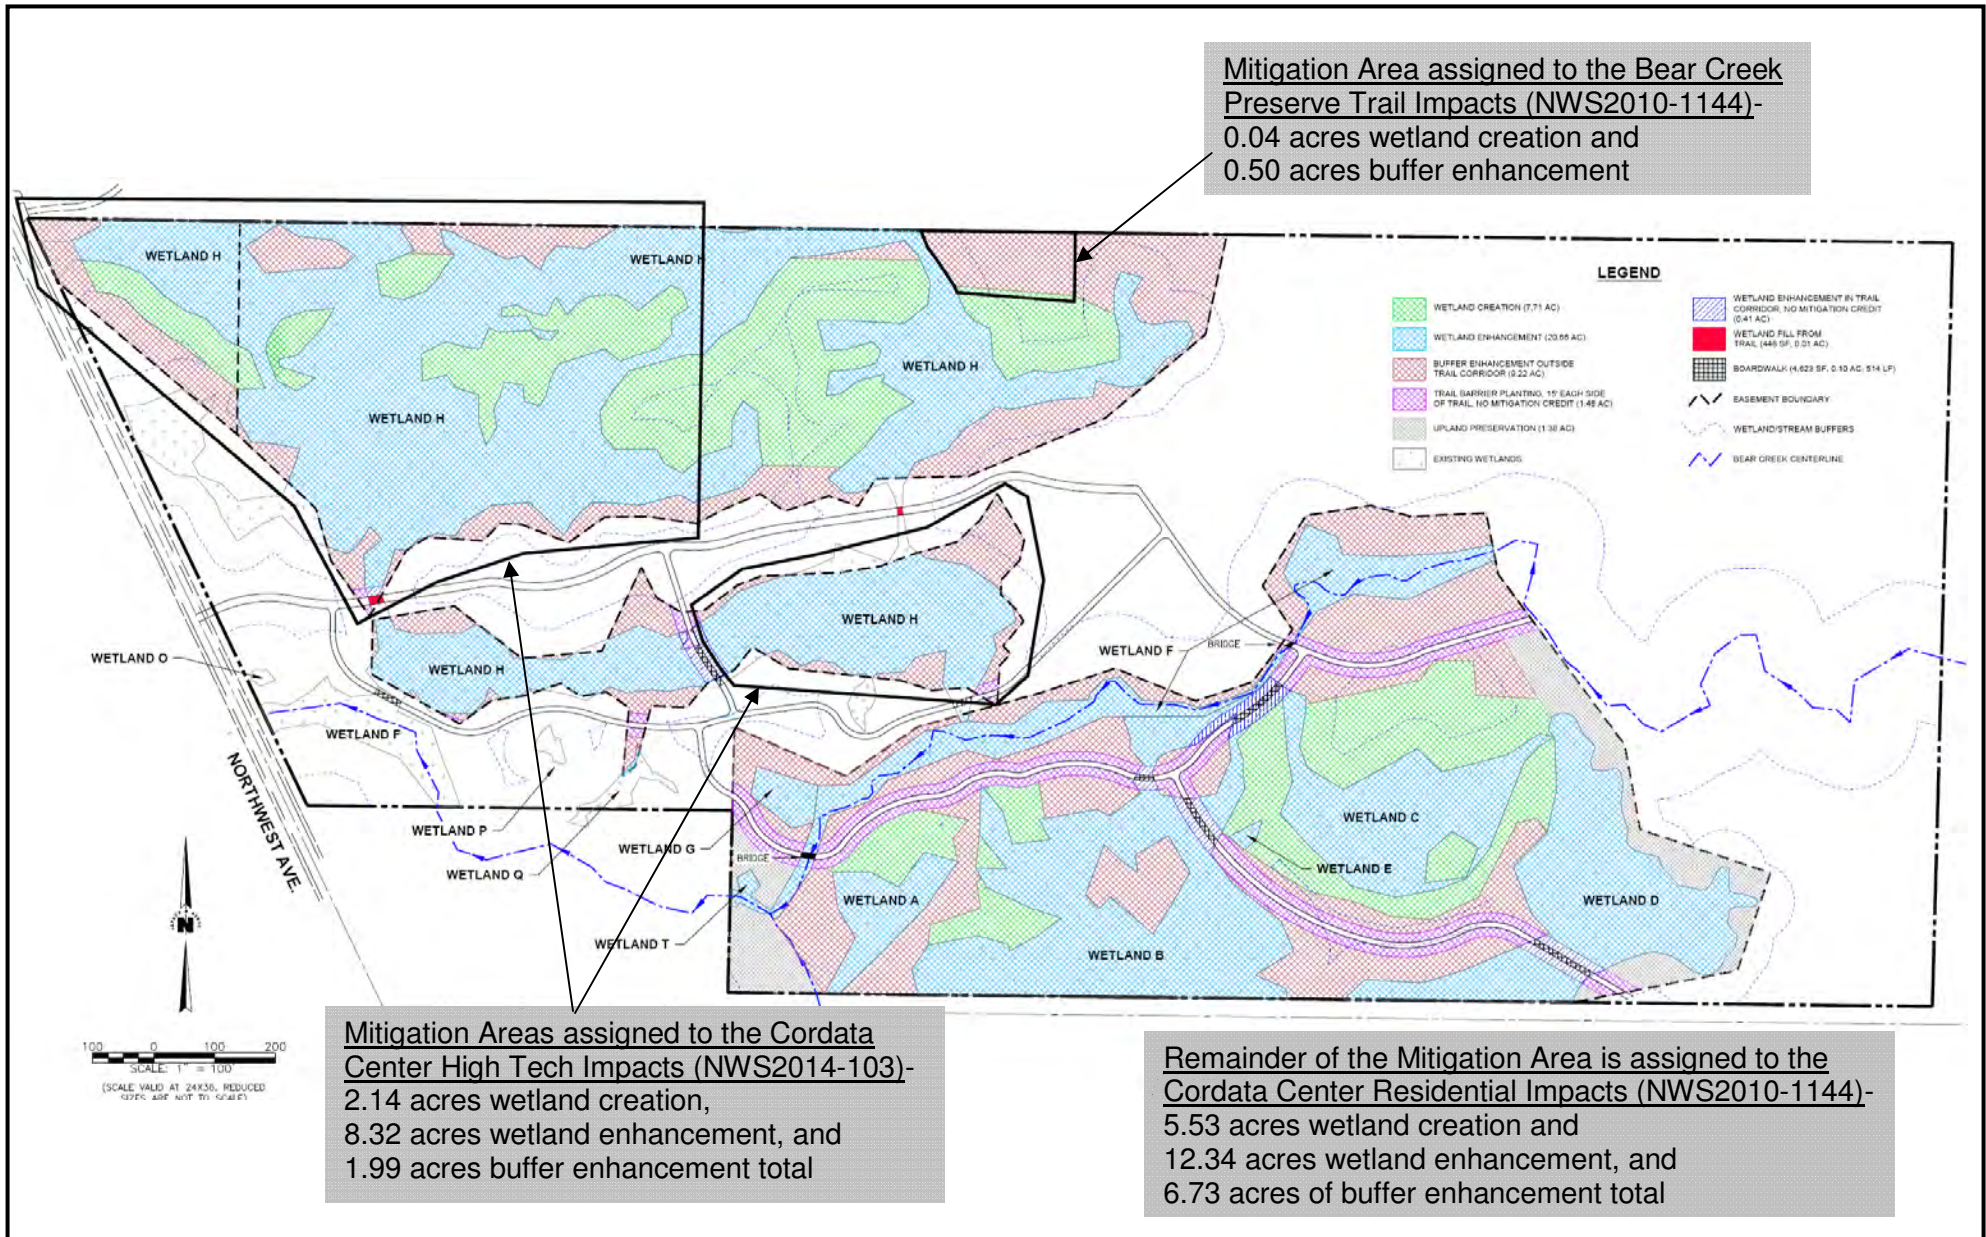 Mitigation Area assigned to the Bear Creek
Preserve Trail Impacts (NWS2010-1144)-
0.04 acres wetland creation and
0.50 acres buffer enhancement
LEGEND
WETLAND CREATION (7.71 AC)
WETLAND ENHANCEMENT (20.66 AC)
BUFFER ENHANCEMENT OUTSIDE
TRAIL CORRIDOR (9.22 AC)
TRAIL BARRIER PLANTING, 15' EACH SIDE
OF TRAIL, NO MITIGATION CREDIT (1.48 AC)
UPLAND PRESERVATION (1.38 AC)
EXISTING WETLANDS
WETLAND ENHANCEMENT IN TRAIL
CORRIDOR, NO MITIGATION CREDIT
(0.41 AC)
WETLAND FILL FROM
TRAIL (446 SF, 0.01 AC)
BOARDWALK (4,623 SF, 0.10 AC, 514 LF)
EASEMENT BOUNDARY
WETLAND/STREAM BUFFERS
BEAR CREEK CENTERLINE
WETLAND H
WETLAND H
WETLAND H
WETLAND H
WETLAND H
WETLAND H
WETLAND O
WETLAND F
WETLAND F
BRIDGE
NORTHWEST AVE.
WETLAND P
WETLAND Q
WETLAND G
BRIDGE
WETLAND T
WETLAND A
WETLAND B
WETLAND C
WETLAND E
WETLAND D
N
100 0 100 200
SCALE: 1" = 100'
(SCALE VALID AT 24X36, REDUCED
SIZES ARE NOT TO SCALE)
Mitigation Areas assigned to the Cordata
Center High Tech Impacts (NWS2014-103)-
2.14 acres wetland creation,
8.32 acres wetland enhancement, and
1.99 acres buffer enhancement total
Remainder of the Mitigation Area is assigned to the
Cordata Center Residential Impacts (NWS2010-1144)-
5.53 acres wetland creation and
12.34 acres wetland enhancement, and
6.73 acres of buffer enhancement total